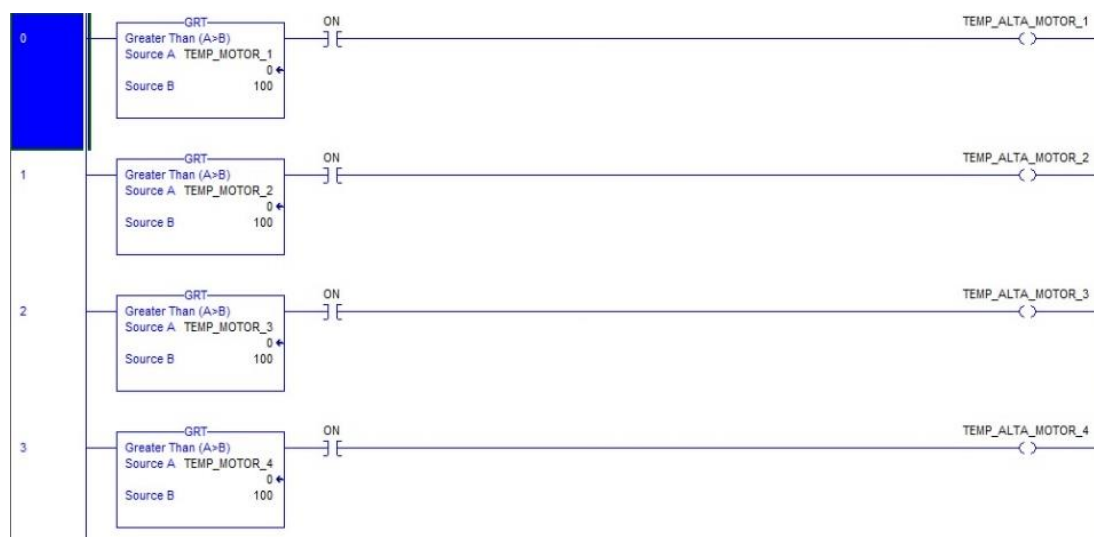 GRT ON TEMP_ALTA_MOTOR_1
0 Greater Than (A>B)
Source A TEMP_MOTOR_1
0
Source B 100
GRT ON TEMP_ALTA_MOTOR_2
1 Greater Than (A>B)
Source A TEMP_MOTOR_2
0
Source B 100
GRT ON TEMP_ALTA_MOTOR_3
2 Greater Than (A>B)
Source A TEMP_MOTOR_3
0
Source B 100
GRT ON TEMP_ALTA_MOTOR_4
3 Greater Than (A>B)
Source A TEMP_MOTOR_4
0
Source B 100